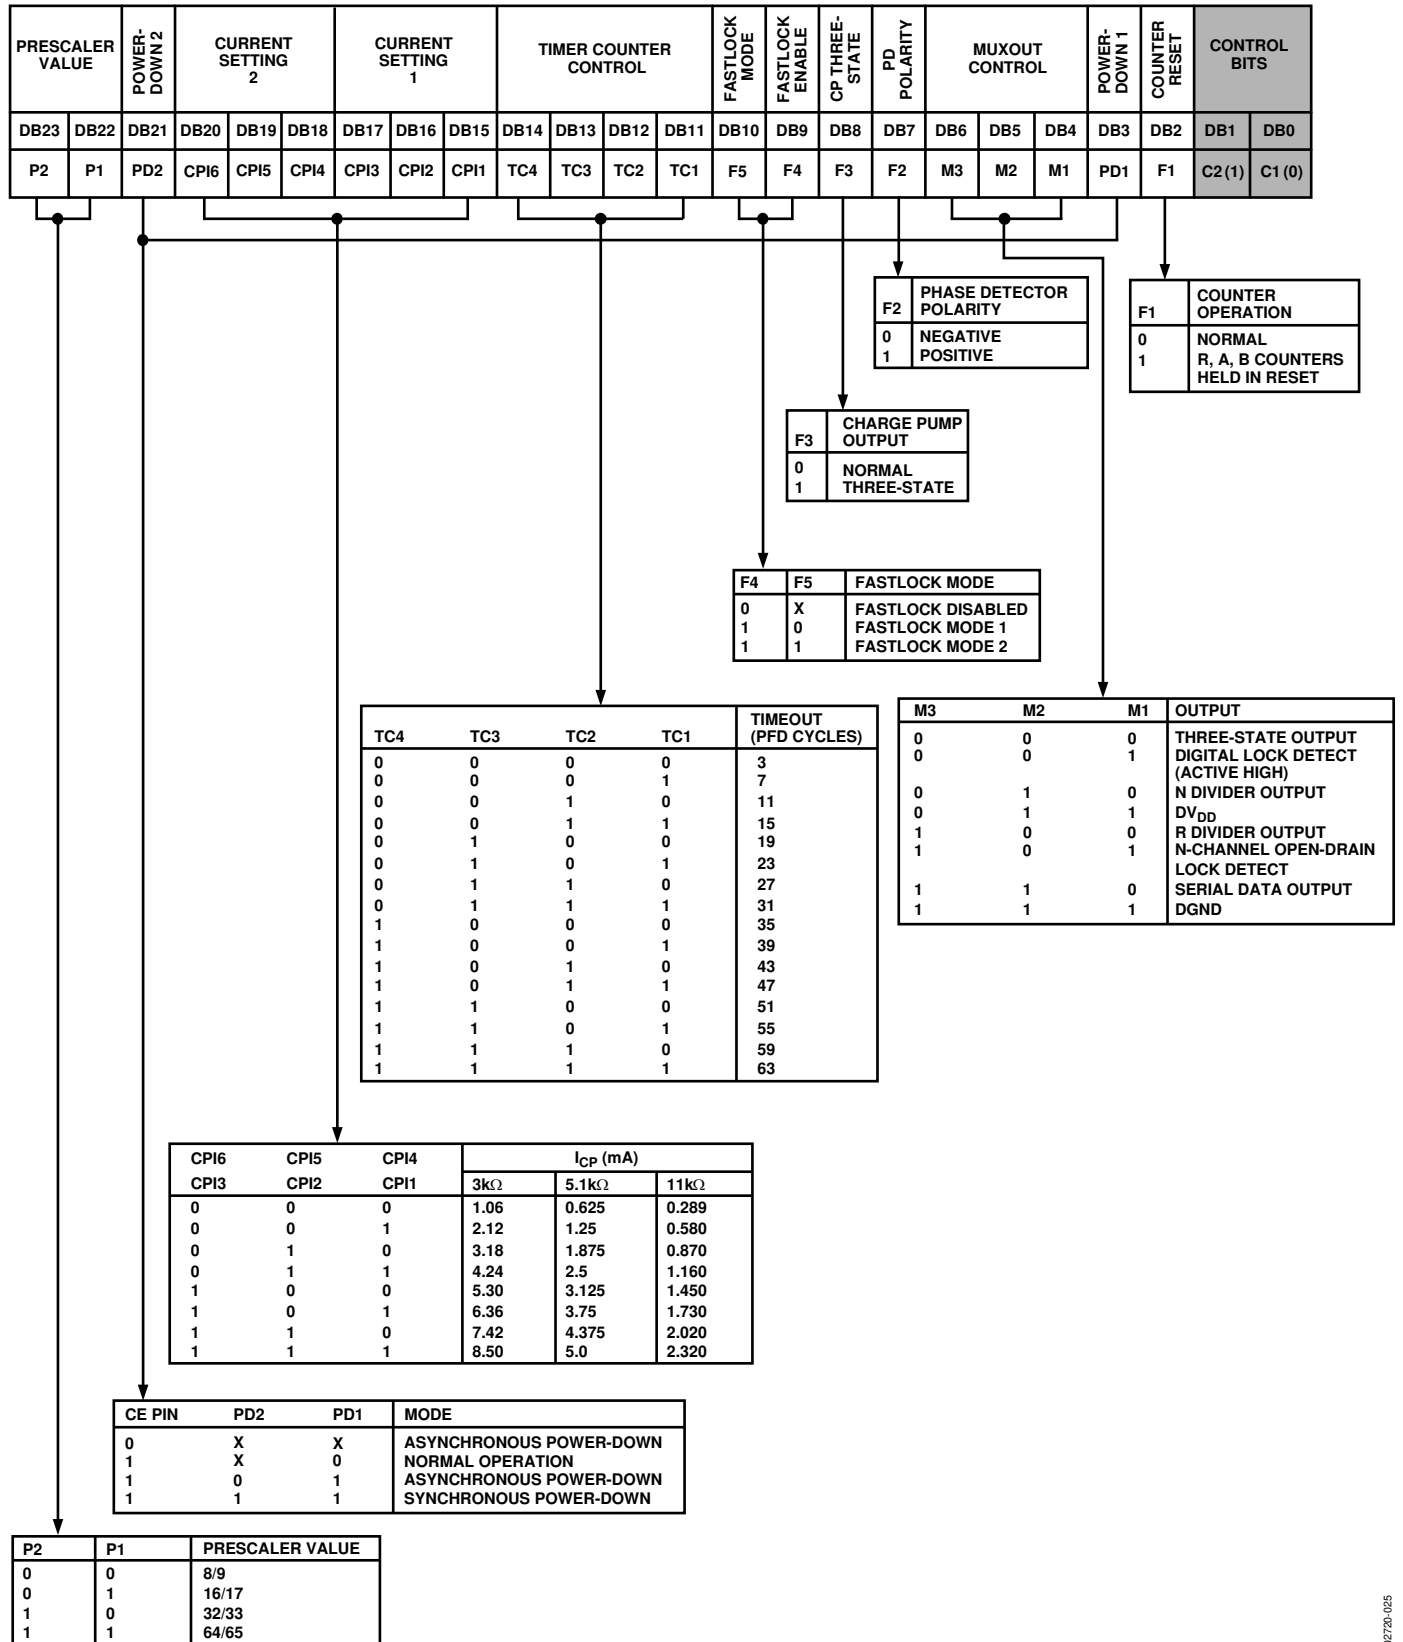 PRESCALER VALUE
POWER-DOWN 2
CURRENT SETTING 2
CURRENT SETTING 1
TIMER COUNTER CONTROL
FASTLOCK MODE
FASTLOCK ENABLE
CP THREE-STATE
PD POLARITY
MUXOUT CONTROL
POWER-DOWN 1
COUNTER RESET
CONTROL BITS
DB23 DB22 DB21 DB20 DB19 DB18 DB17 DB16 DB15 DB14 DB13 DB12 DB11 DB10 DB9 DB8 DB7 DB6 DB5 DB4 DB3 DB2 DB1 DB0
P2 P1 PD2 CPI6 CPI5 CPI4 CPI3 CPI2 CPI1 TC4 TC3 TC2 TC1 F5 F4 F3 F2 M3 M2 M1 PD1 F1 C2 (1) C1 (0)
F2 PHASE DETECTOR POLARITY
0 NEGATIVE
1 POSITIVE
F1 COUNTER OPERATION
0 NORMAL
1 R, A, B COUNTERS
HELD IN RESET
F3 CHARGE PUMP OUTPUT
0 NORMAL
1 THREE-STATE
F4 F5 FASTLOCK MODE
0 X FASTLOCK DISABLED
1 0 FASTLOCK MODE 1
1 1 FASTLOCK MODE 2
M3 M2 M1 OUTPUT
0 0 0 THREE-STATE OUTPUT
0 0 1 DIGITAL LOCK DETECT
(ACTIVE HIGH)
0 1 0 N DIVIDER OUTPUT
0 1 1 DVDD
1 0 0 R DIVIDER OUTPUT
1 0 1 N-CHANNEL OPEN-DRAIN
LOCK DETECT
1 1 0 SERIAL DATA OUTPUT
1 1 1 DGND
TC4 TC3 TC2 TC1 TIMEOUT (PFD CYCLES)
0 0 0 0 3
0 0 0 1 7
0 0 1 0 11
0 0 1 1 15
0 1 0 0 19
0 1 0 1 23
0 1 1 0 27
0 1 1 1 31
1 0 0 0 35
1 0 0 1 39
1 0 1 0 43
1 0 1 1 47
1 1 0 0 51
1 1 0 1 55
1 1 1 0 59
1 1 1 1 63
CPI6 CPI5 CPI4 ICP (mA)
CPI3 CPI2 CPI1 3kΩ 5.1kΩ 11kΩ
0 0 0 1.06 0.625 0.289
0 0 1 2.12 1.25 0.580
0 1 0 3.18 1.875 0.870
0 1 1 4.24 2.5 1.160
1 0 0 5.30 3.125 1.450
1 0 1 6.36 3.75 1.730
1 1 0 7.42 4.375 2.020
1 1 1 8.50 5.0 2.320
CE PIN PD2 PD1 MODE
0 X X ASYNCHRONOUS POWER-DOWN
1 X 0 NORMAL OPERATION
1 0 1 ASYNCHRONOUS POWER-DOWN
1 1 1 SYNCHRONOUS POWER-DOWN
P2 P1 PRESCALER VALUE
0 0 8/9
0 1 16/17
1 0 32/33
1 1 64/65